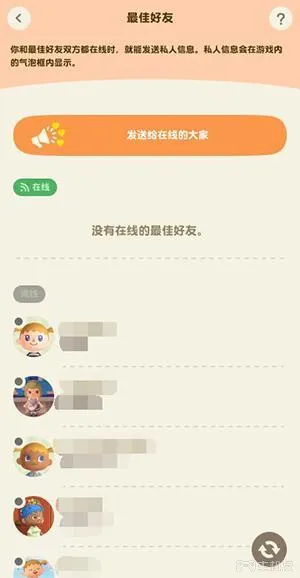 最佳好友
?
你和最佳好友双方都在线时，就能发送私人信息。私人信息会在游戏内
的气泡框内显示。
发送给在线的大家
在线
没有在线的最佳好友。
离线